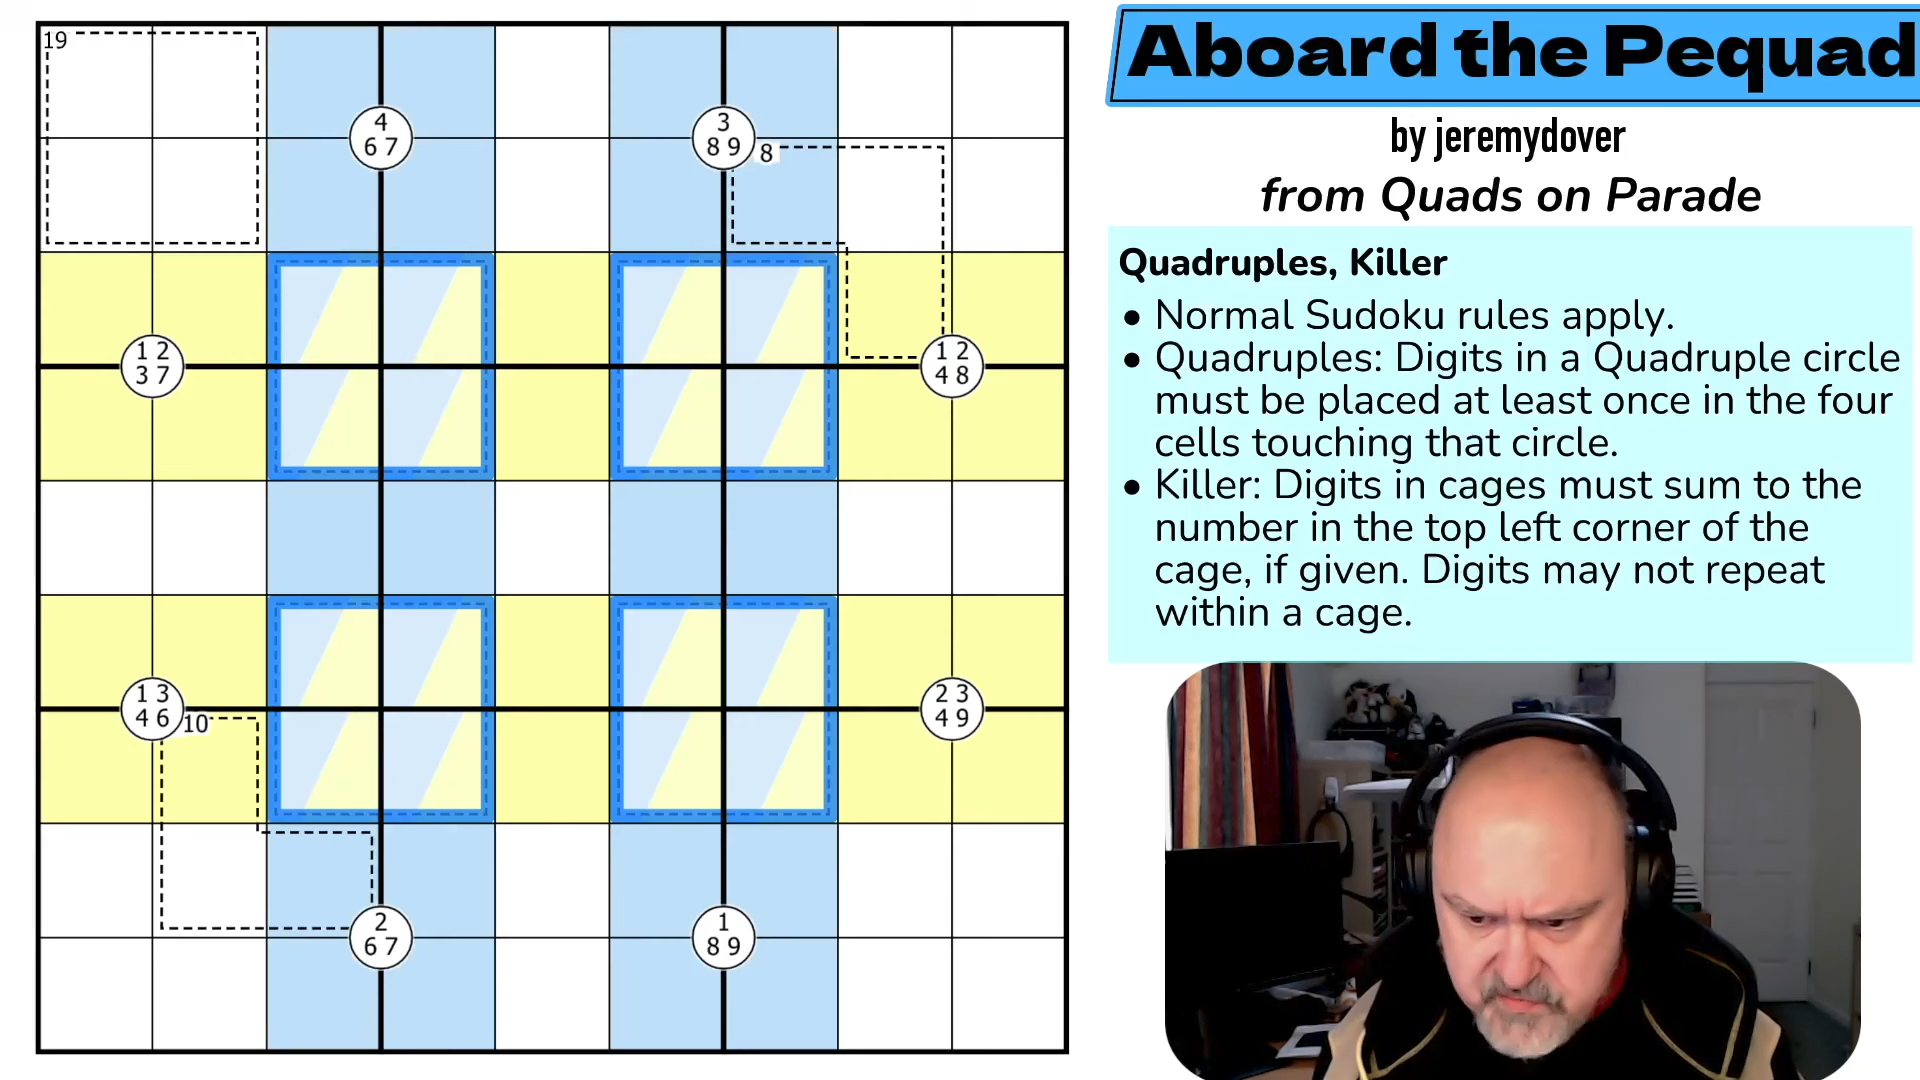 Aboard the Pequad
by jeremydover
from Quads on Parade
Quadruples, Killer
• Normal Sudoku rules apply.
• Quadruples: Digits in a Quadruple circle
must be placed at least once in the four
cells touching that circle.
• Killer: Digits in cages must sum to the
number in the top left corner of the
cage, if given. Digits may not repeat
within a cage.
19
4
6 7
3
8 9
8
1 2
3 7
1 2
4 8
1 3
4 6
10
2 3
4 9
2
6 7
1
8 9